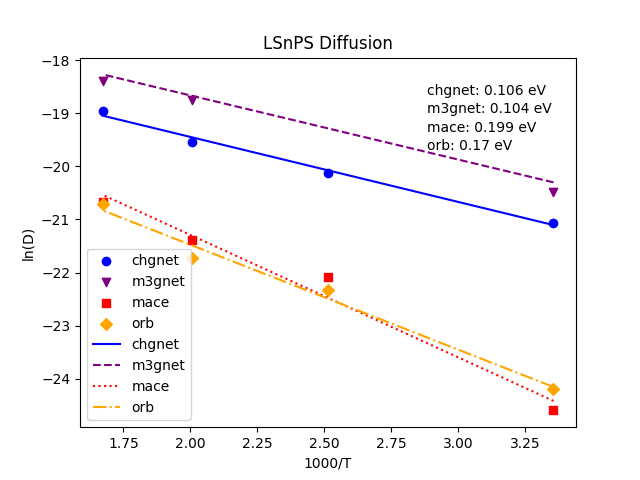 LSnPS Diffusion
−18
−19
−20
−21
−22
−23
−24
ln(D)
chgnet: 0.106 eV
m3gnet: 0.104 eV
mace: 0.199 eV
orb: 0.17 eV
chgnet
m3gnet
mace
orb
chgnet
m3gnet
mace
orb
1.75 2.00 2.25 2.50 2.75 3.00 3.25
1000/T